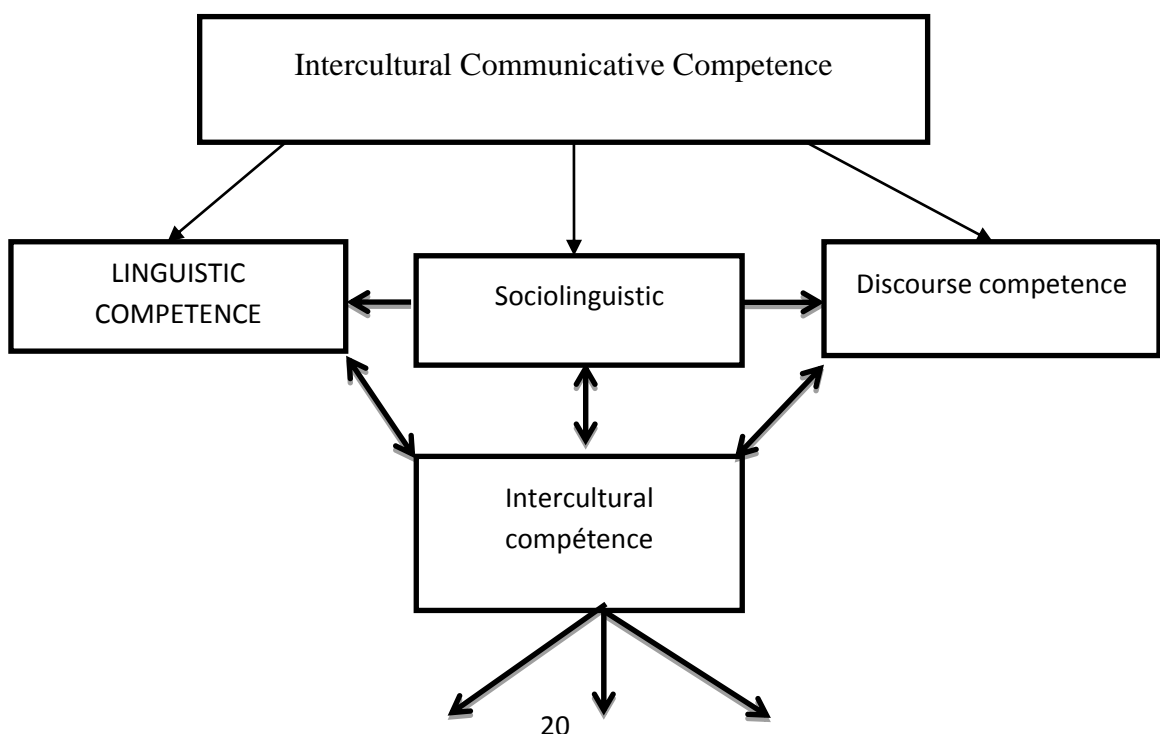 Intercultural Communicative Competence
LINGUISTIC
COMPETENCE
Sociolinguistic
Discourse competence
Intercultural
compétence
20